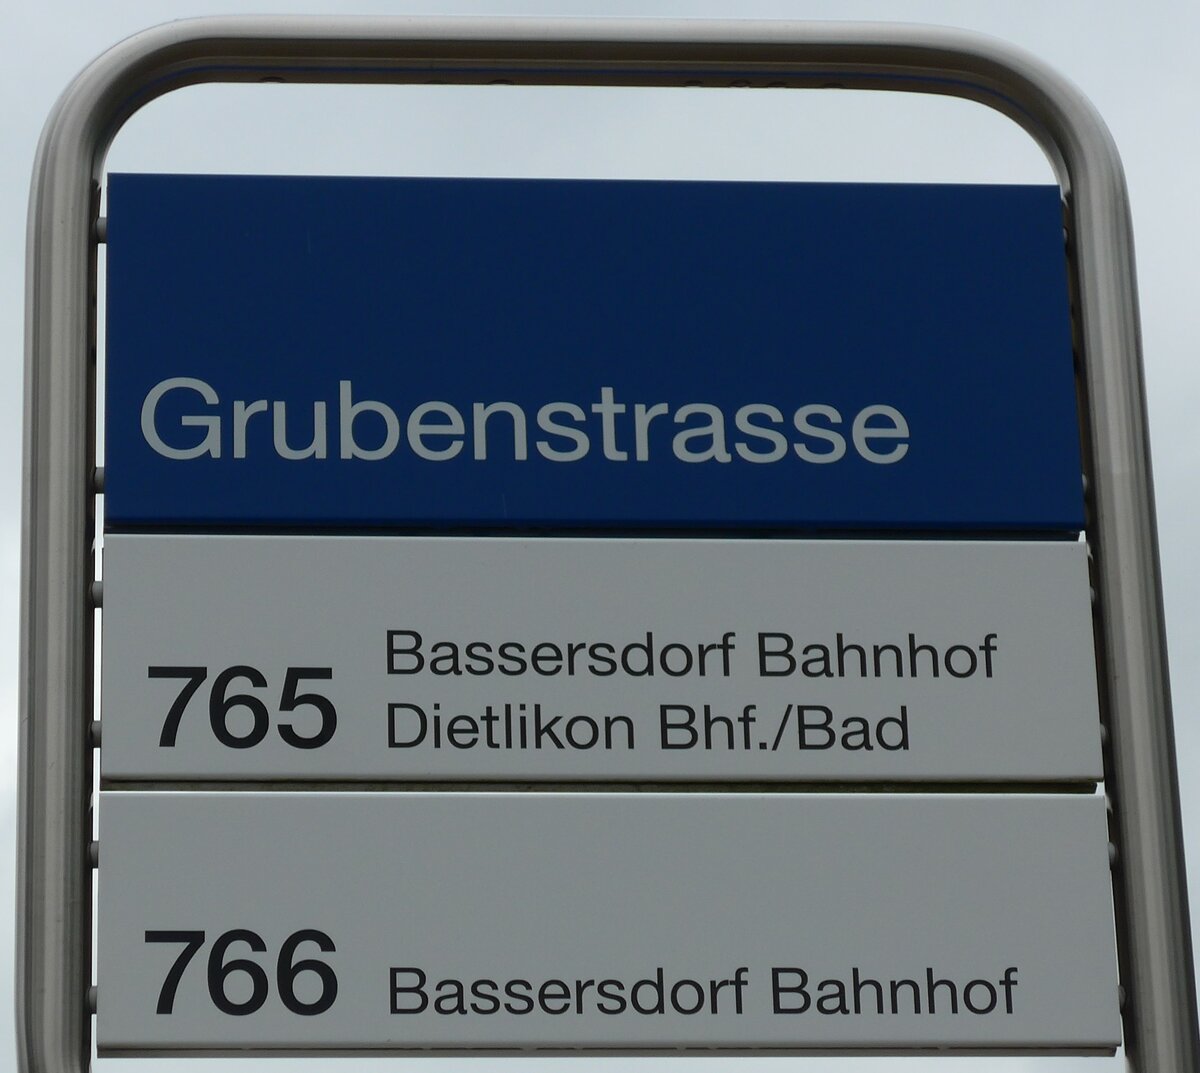 Grubenstrasse
765 Bassersdorf Bahnhof
Dietlikon Bhf./Bad
766 Bassersdorf Bahnhof